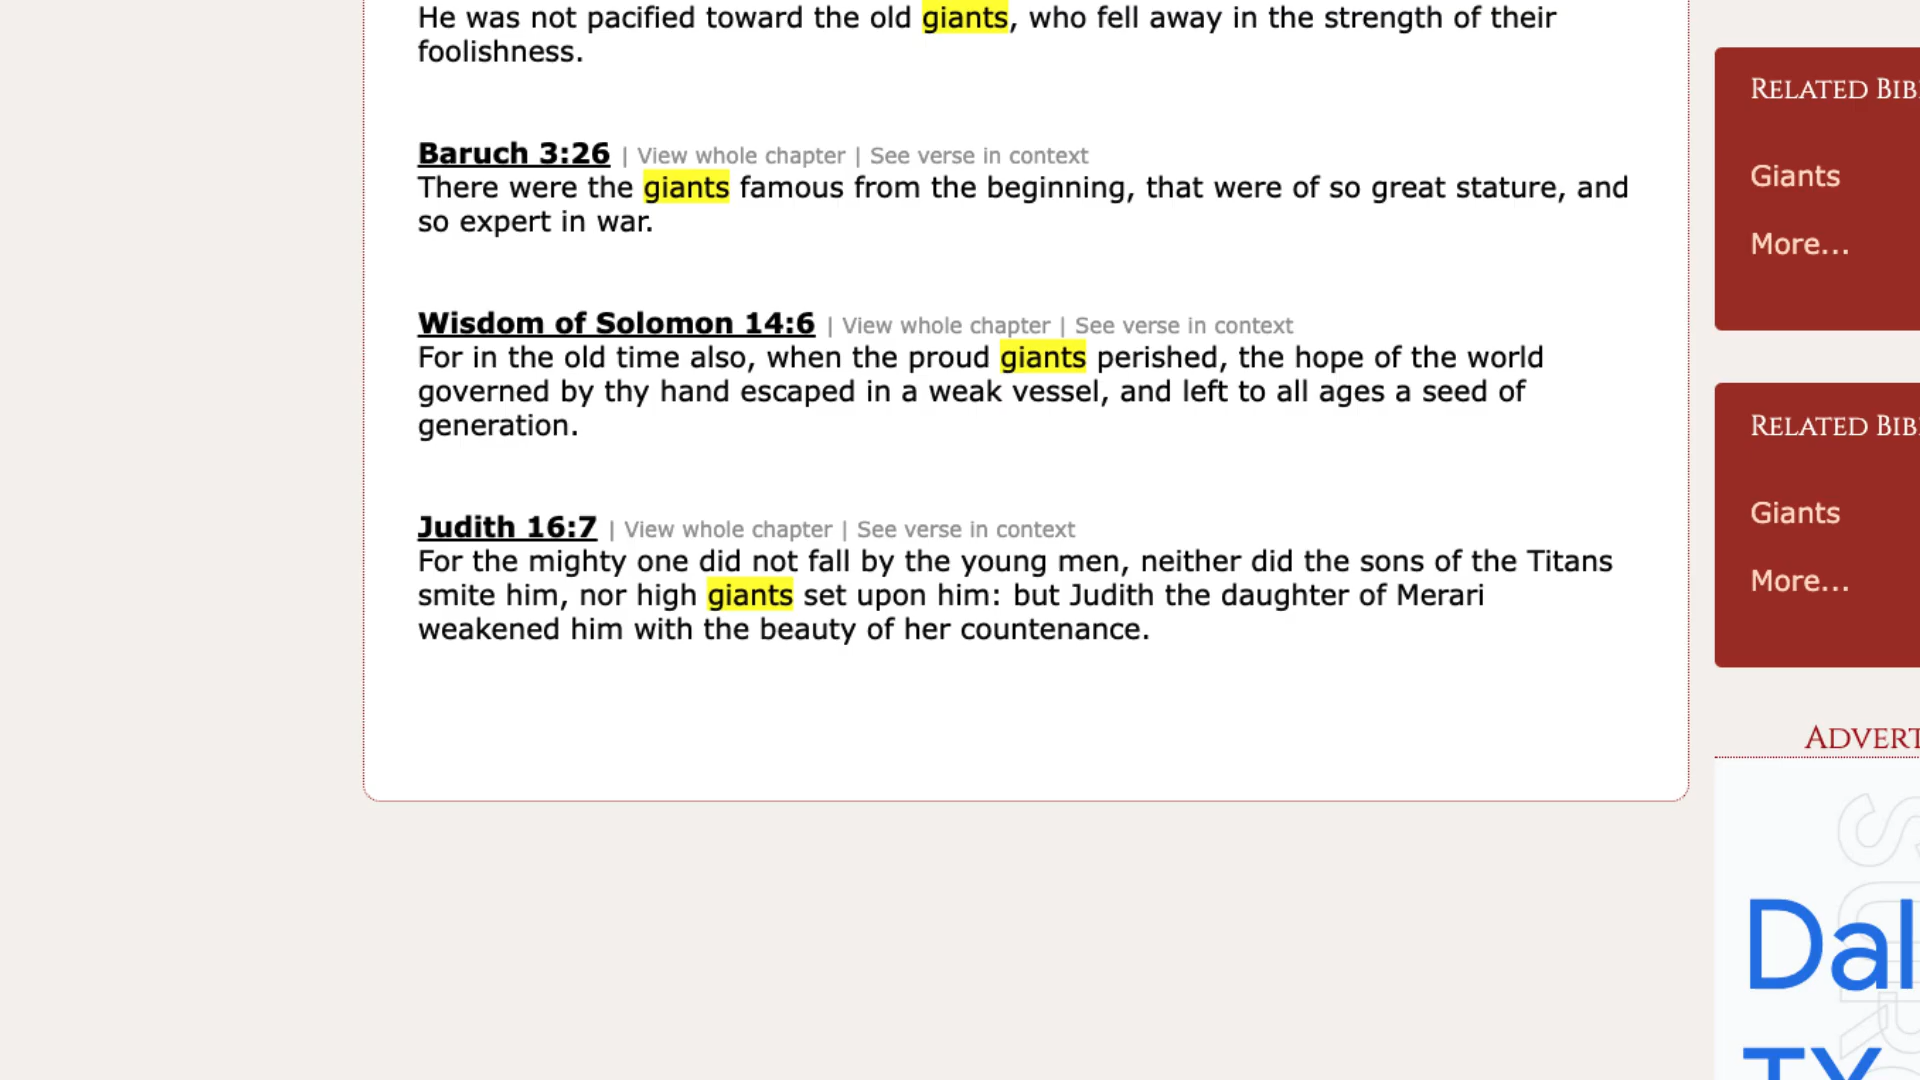 He was not pacified toward the old giants, who fell away in the strength of their
foolishness.
Baruch 3:26 | View whole chapter | See verse in context
There were the giants famous from the beginning, that were of so great stature, and
so expert in war.
Wisdom of Solomon 14:6 | View whole chapter | See verse in context
For in the old time also, when the proud giants perished, the hope of the world
governed by thy hand escaped in a weak vessel, and left to all ages a seed of
generation.
Judith 16:7 | View whole chapter | See verse in context
For the mighty one did not fall by the young men, neither did the sons of the Titans
smite him, nor high giants set upon him: but Judith the daughter of Merari
weakened him with the beauty of her countenance.
Related Bib
Giants
More...
Related Bib
Giants
More...
Advert
Dal
TX